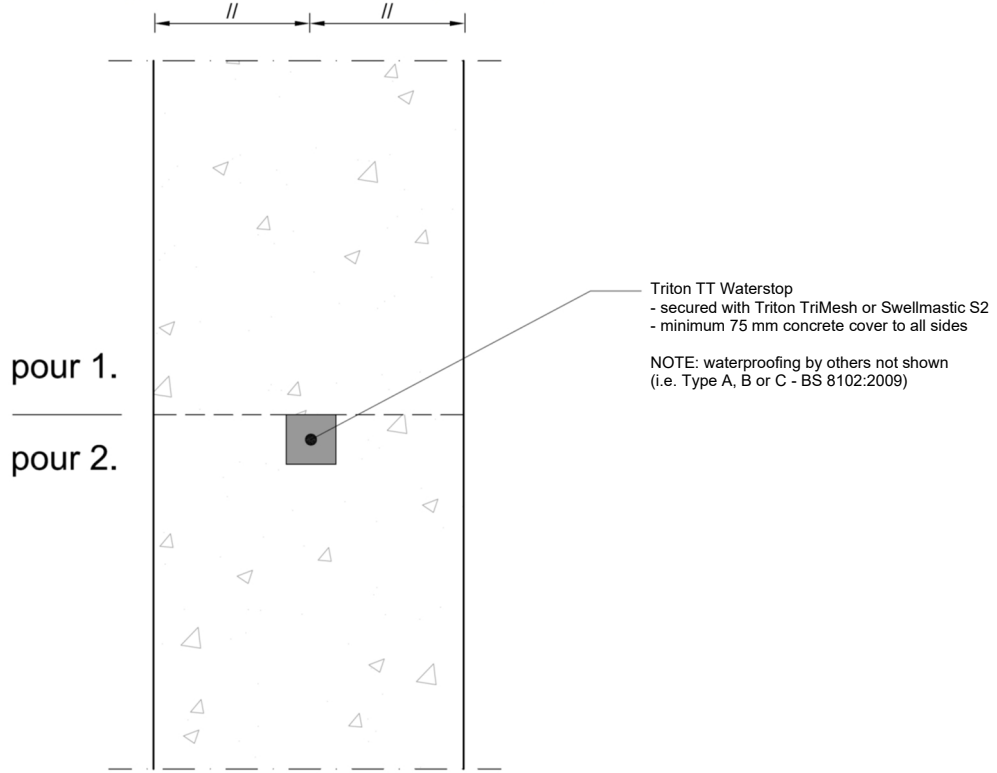 //
//
Triton TT Waterstop
- secured with Triton TriMesh or Swellmastic S2
- minimum 75 mm concrete cover to all sides
NOTE: waterproofing by others not shown
(i.e. Type A, B or C - BS 8102:2009)
pour 1.
pour 2.